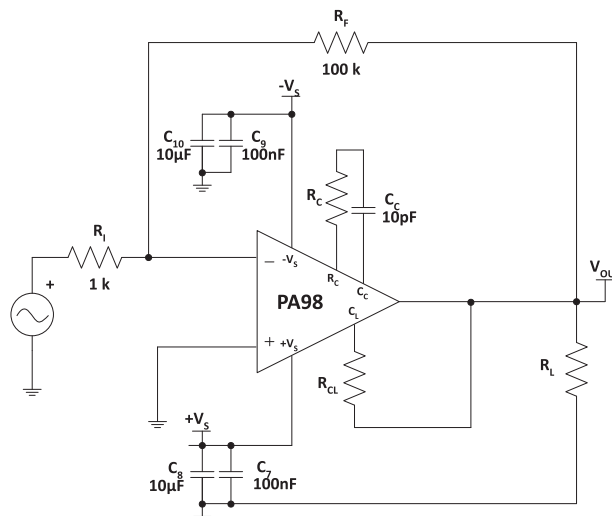 R_F
100 k
-V_S
C_10
10µF
C_9
100nF
R_C
C_C
10pF
R_I
1 k
+
−
-V_S
R_C
C_C
PA98
C_L
+
+V_S
V_OU
R_CL
R_L
+V_S
C_8
10µF
C_7
100nF